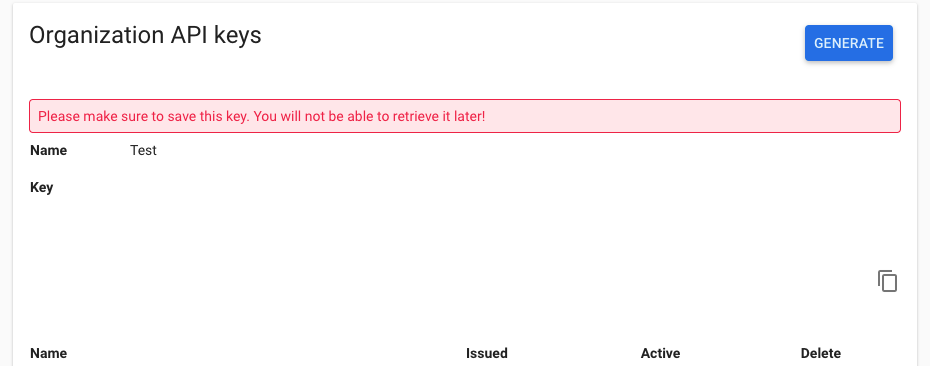 Organization API keys
GENERATE
Please make sure to save this key. You will not be able to retrieve it later!
Name Test
Key
Name Issued Active Delete